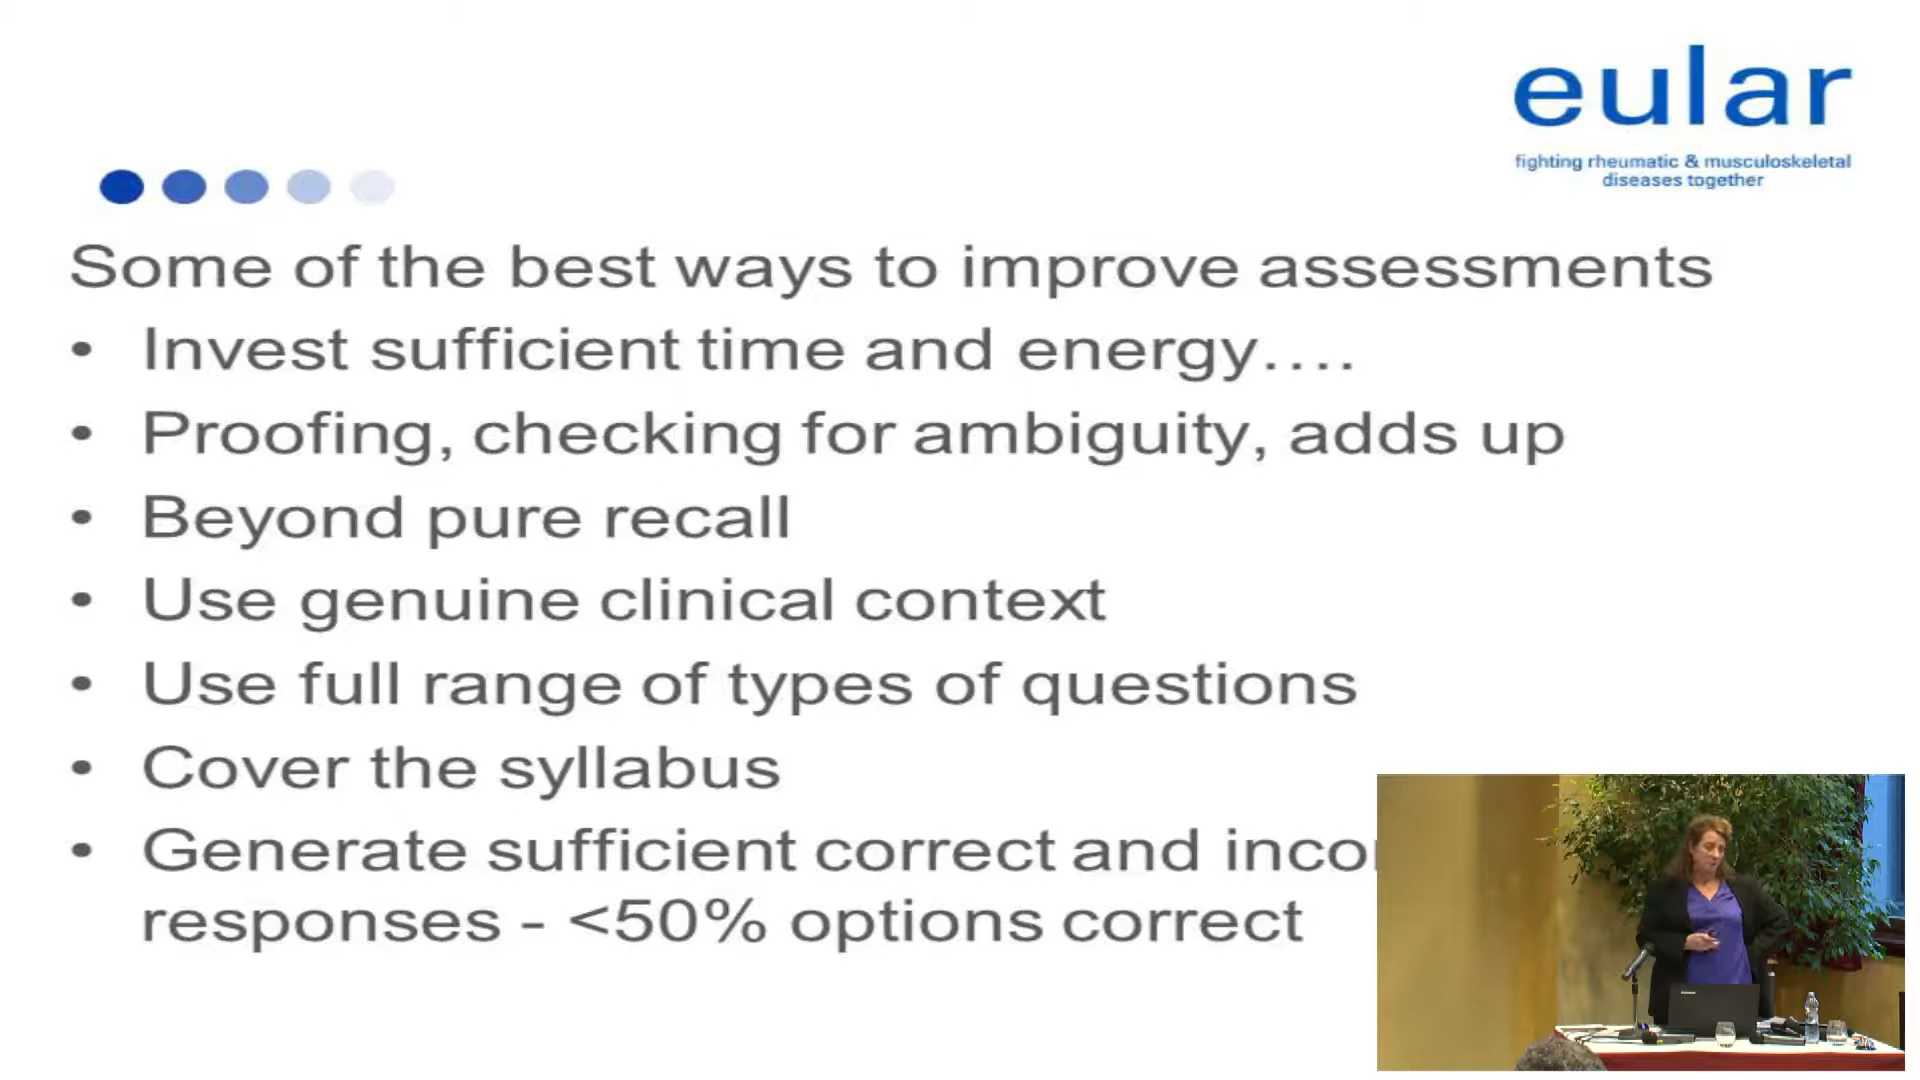 eular
fighting rheumatic & musculoskeletal
diseases together
Some of the best ways to improve assessments
• Invest sufficient time and energy….
• Proofing, checking for ambiguity, adds up
• Beyond pure recall
• Use genuine clinical context
• Use full range of types of questions
• Cover the syllabus
• Generate sufficient correct and
responses - <50% options correct